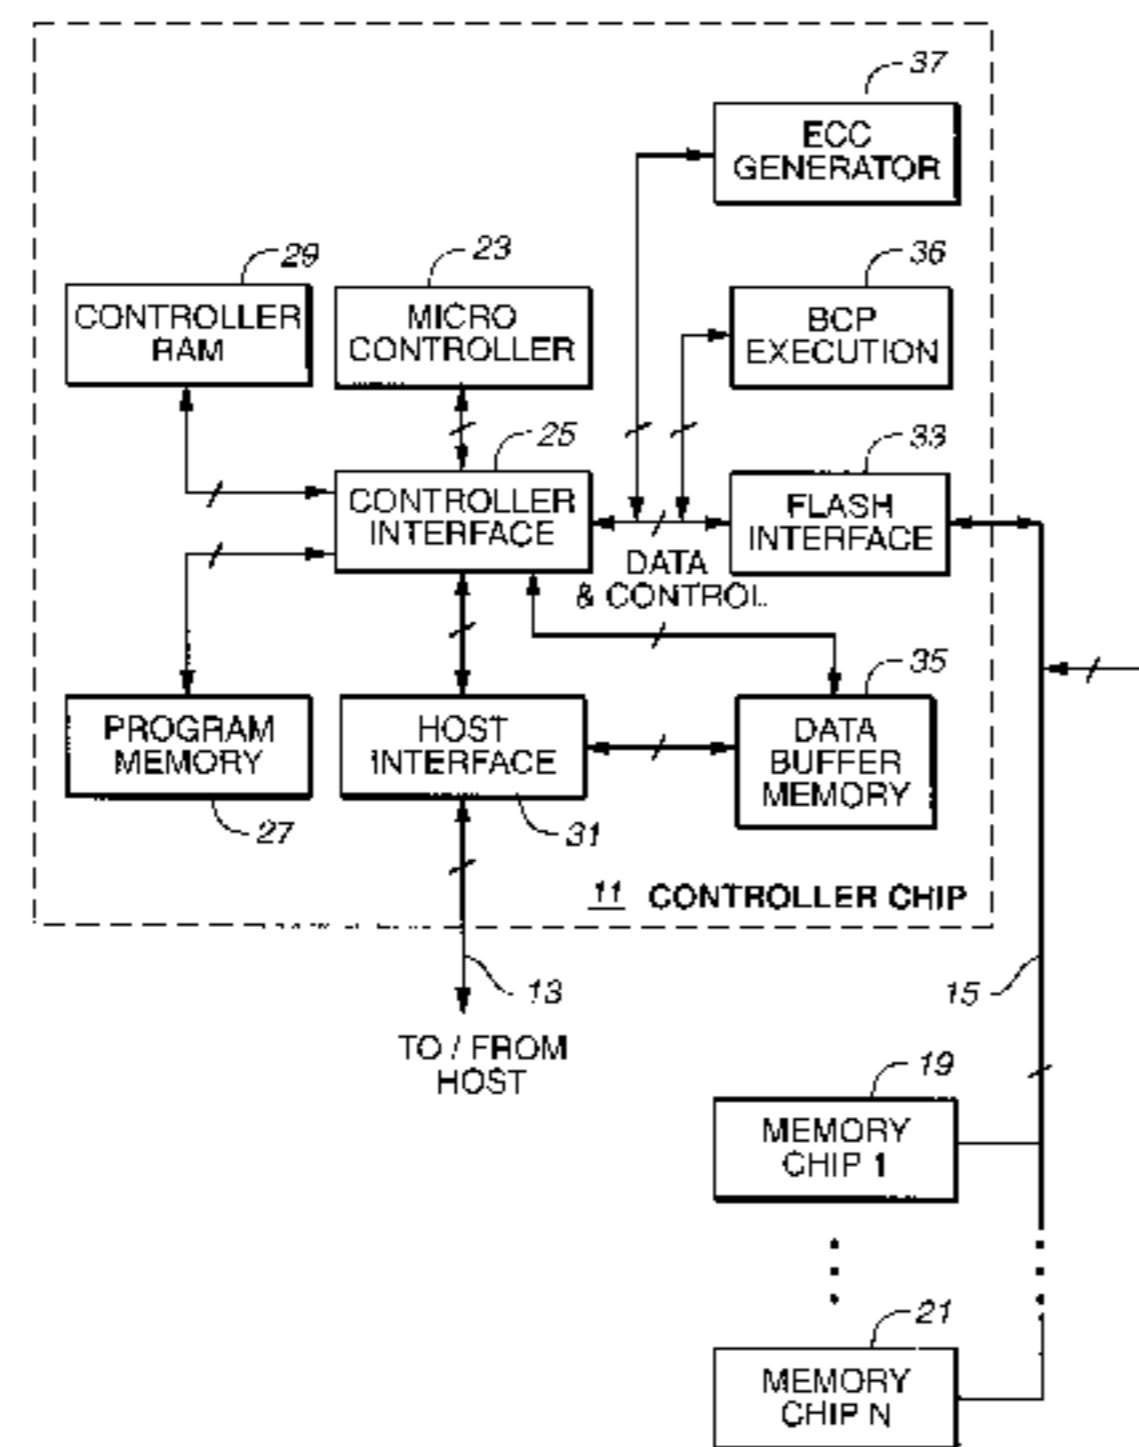 37
ECC
GENERATOR
29
23
36
CONTROLLER
RAM
MICRO
CONTROLLER
BCP
EXECUTION
25
33
CONTROLLER
INTERFACE
FLASH
INTERFACE
DATA
& CONTROL
35
PROGRAM
MEMORY
HOST
INTERFACE
DATA
BUFFER
MEMORY
27
31
11 CONTROLLER CHIP
13
15
TO / FROM
HOST
19
MEMORY
CHIP 1
21
MEMORY
CHIP N